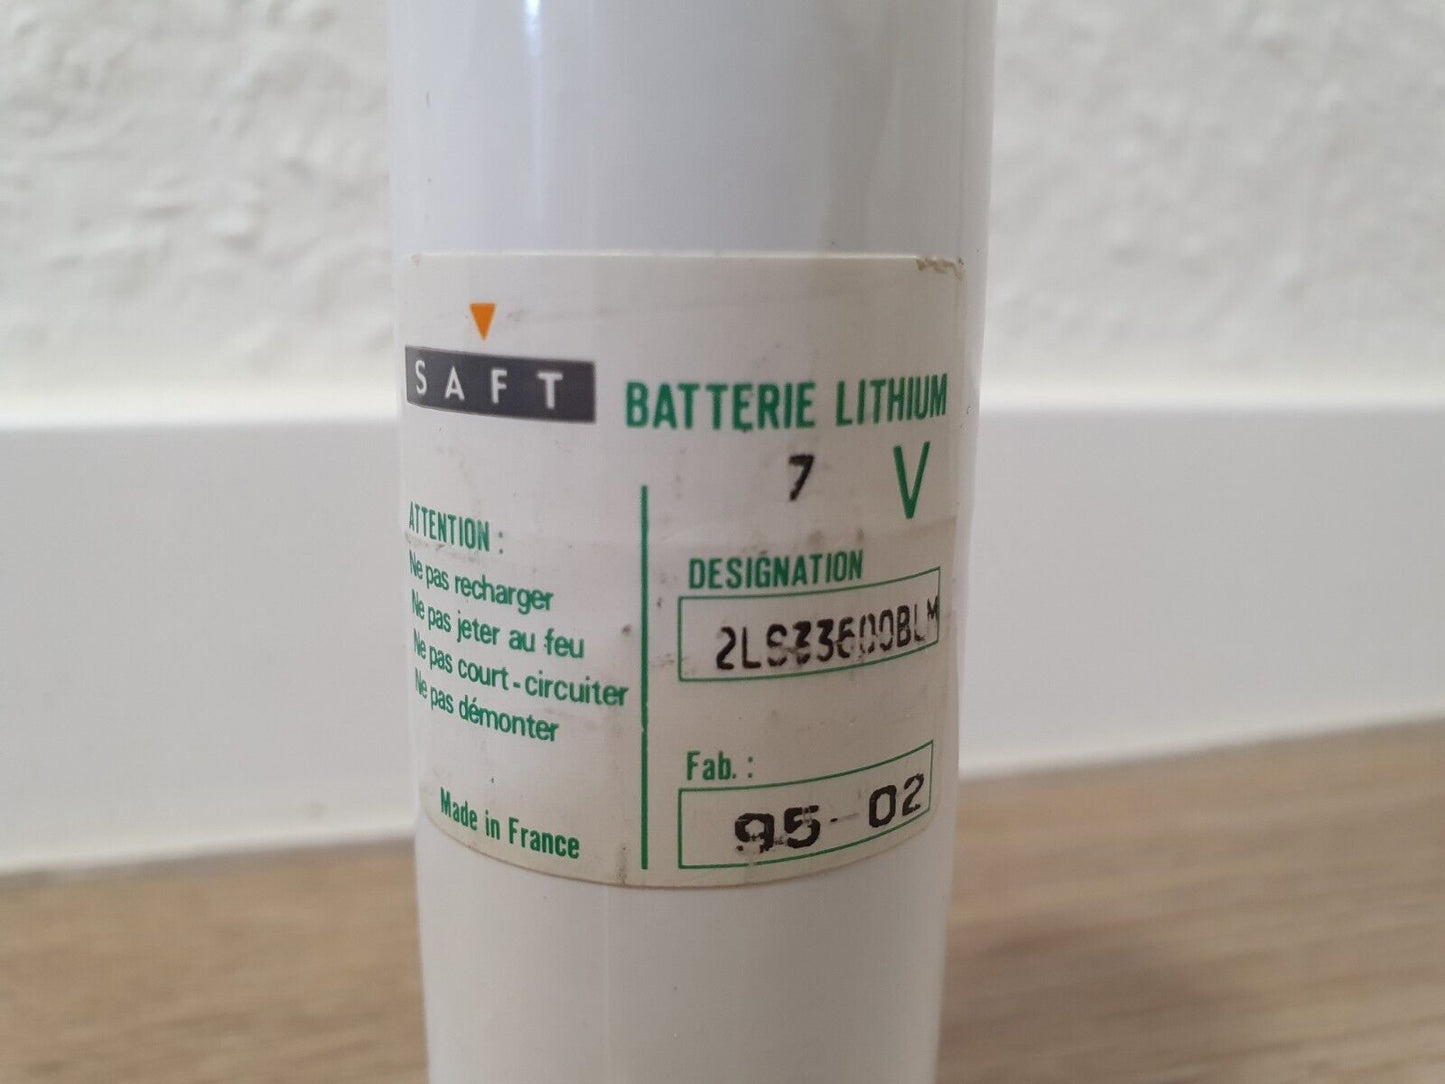 SAFT
BATTERIE LITHIUM
7 V
ATTENTION :
Ne pas recharger
Ne pas jeter au feu
Ne pas court-circuiter
Ne pas démonter
Made in France
DESIGNATION
2LS33600BLM
Fab. :
95-02